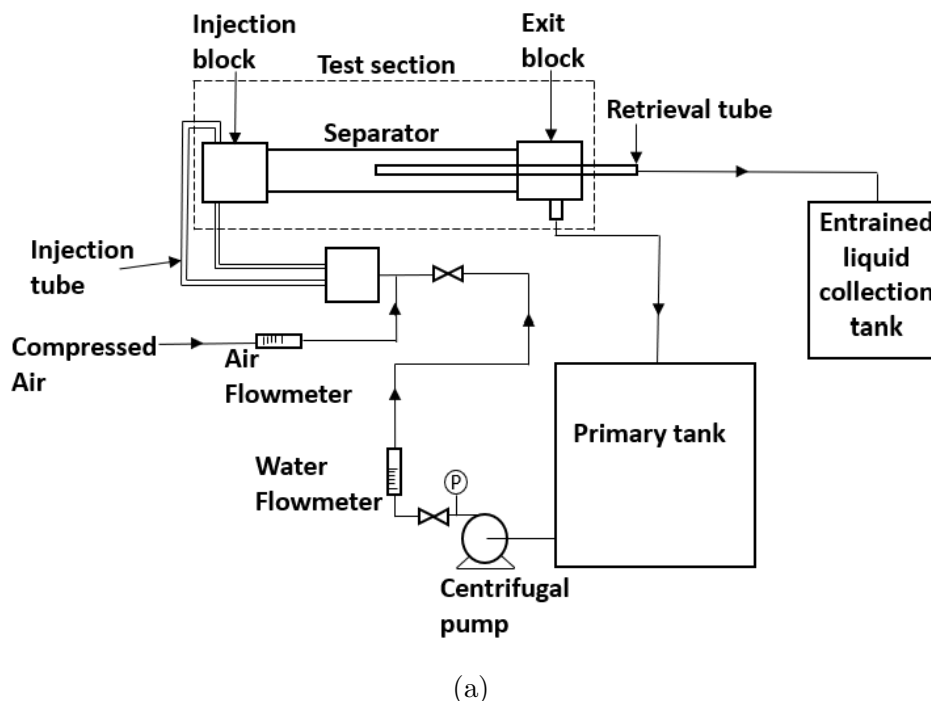 Injection
block
Test section
Exit
block
Retrieval tube
Separator
Injection
tube
Entrained
liquid
collection
tank
Compressed
Air
Air
Flowmeter
Primary tank
Water
Flowmeter
P
Centrifugal
pump
(a)